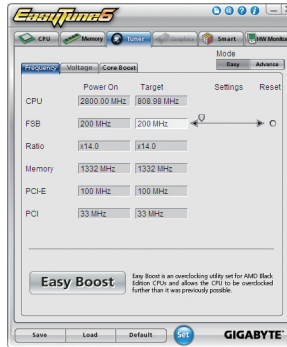 EasyTune6
CPU Memory Tuner Graphics Smart HW Monitor
Mode
Frequency Voltage Core Boost Easy Advance
Power On Target Settings Reset
CPU 2800.00 MHz 808.98 MHz
FSB 200 MHz 200 MHz
Ratio x14.0 x14.0
Memory 1332 MHz 1332 MHz
PCI-E 100 MHz 100 MHz
PCI 33 MHz 33 MHz
Easy Boost
Easy Boost is an overclocking utility set for AMD Black
Edition CPUs and allows the CPU to be overclocked
further than it was previously possible.
Save Load Default Set GIGABYTE